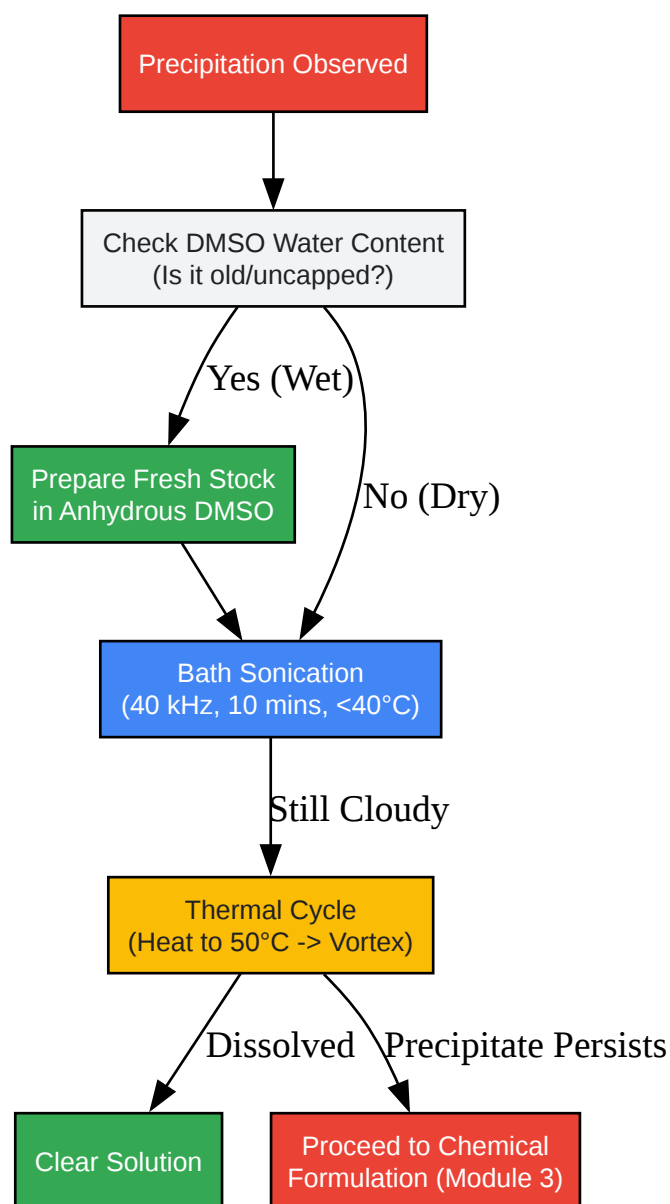 Precipitation Observed
Check DMSO Water Content
(Is it old/uncapped?)
Yes (Wet)
Prepare Fresh Stock
in Anhydrous DMSO
No (Dry)
Bath Sonication
(40 kHz, 10 mins, <40°C)
Still Cloudy
Thermal Cycle
(Heat to 50°C -> Vortex)
Dissolved
Precipitate Persists
Clear Solution
Proceed to Chemical
Formulation (Module 3)